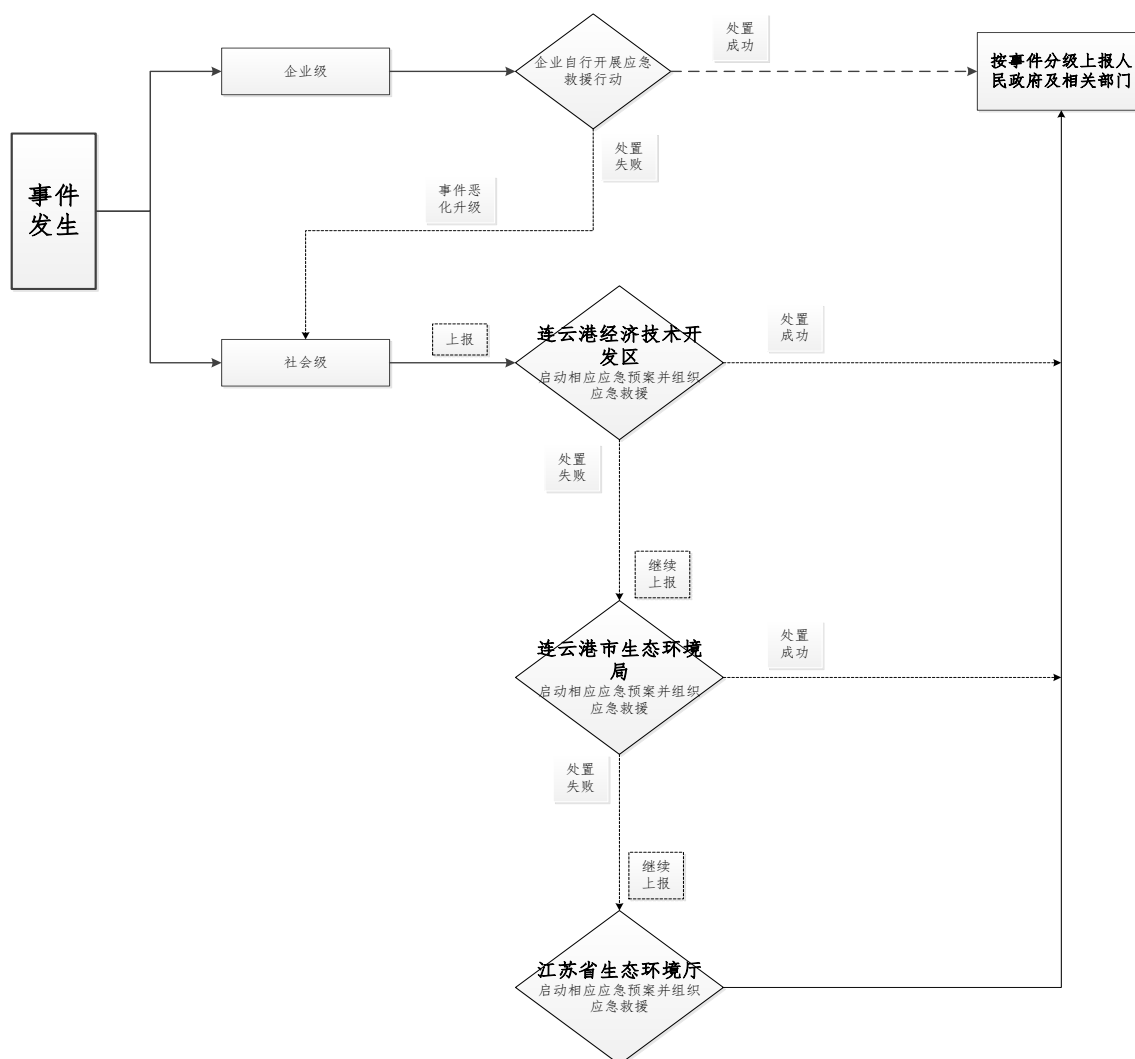 处置
成功
企业级
企业自行开展应急
救援行动
按事件分级上报人
民政府及相关部门
处置
失败
事件
发生
事件恶
化升级
处置
成功
上报
连云港经济技术开
发区
启动相应应急预案并组织
应急救援
社会级
处置
失败
继续
上报
处置
成功
连云港市生态环境
局
启动相应应急预案并组织
应急救援
处置
失败
继续
上报
江苏省生态环境厅
启动相应应急预案并组织
应急救援